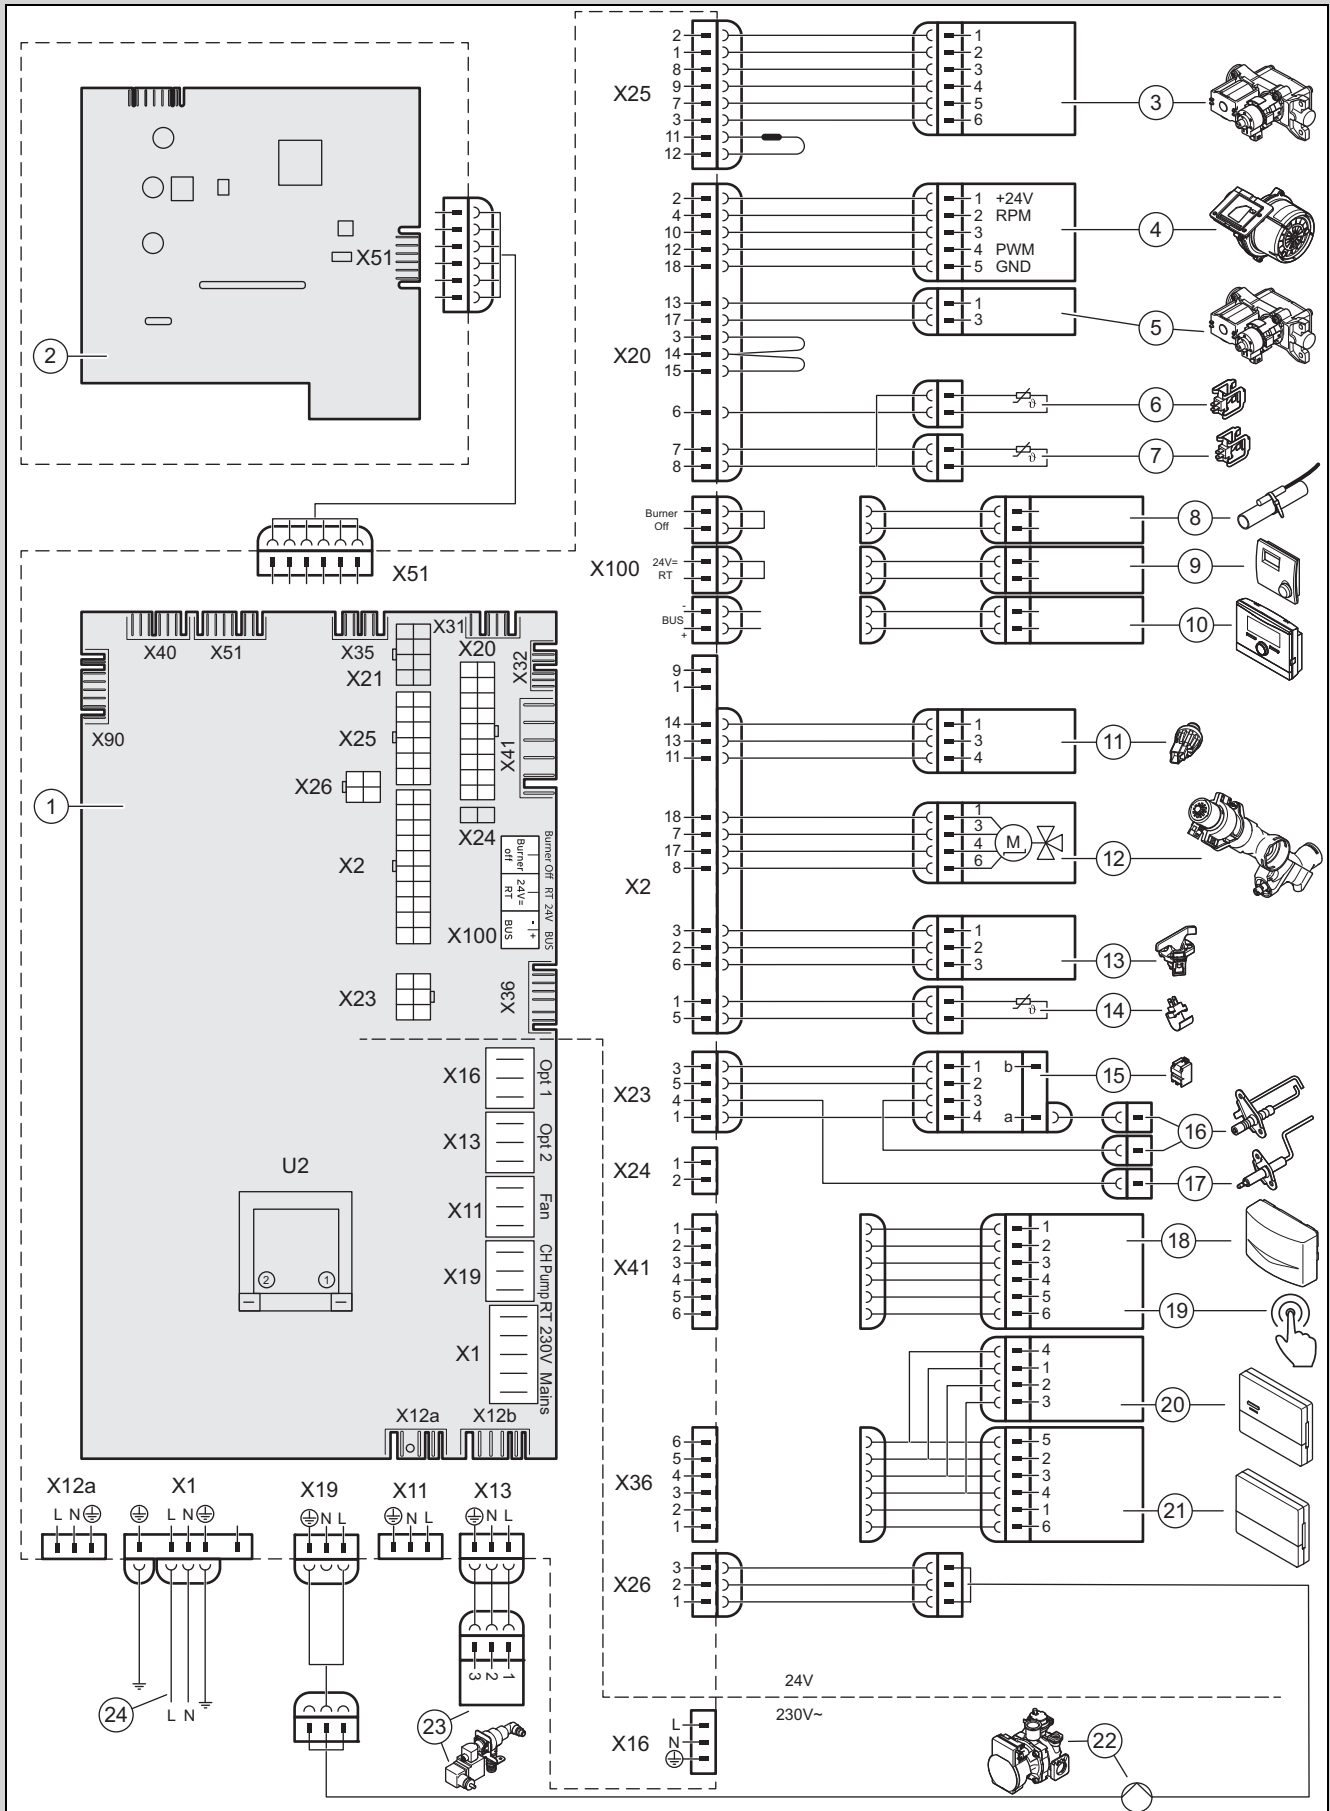 X25
2
1
8
9
7
3
11
12
1
2
3
4
5
6
3
2
4
10
12
18
1 +24V
2 RPM
3
4 PWM
5 GND
4
X51
2
X20
13
17
3
14
15
6
7
8
1
3
5
ϑ
6
ϑ
7
X51
X100
Burner
Off
24V=
RT
-
BUS
+
8
9
10
X40
X51
X35
X31
X21
X20
X32
X90
X25
X41
X26
X24
X2
X100
Burner
off
24V=
RT
- +
BUS
Burner Off RT 24V BUS
X23
X36
1
X16
Opt 1
X13
Opt 2
U2
2
1
X11
Fan
X19
CH Pump
X1
RT 230V Mains
X12a
X12b
X2
9
1
14
13
11
1
3
4
11
18
7
17
8
1
3
4
6
M
12
3
2
6
1
2
3
13
1
5
ϑ
14
X23
3
5
4
1
1
2
3
4
b
a
15
16
17
X24
1
2
X41
1
2
3
4
5
6
1
2
3
4
5
6
18
19
X36
6
5
4
3
2
1
4
1
2
3
5
2
3
4
1
6
20
21
X26
3
2
1
24V
230V~
X16
L
N
22
X12a
L N
X1
L N
X19
N L
X11
N L
X13
N L
3 2 1
24
L N
23